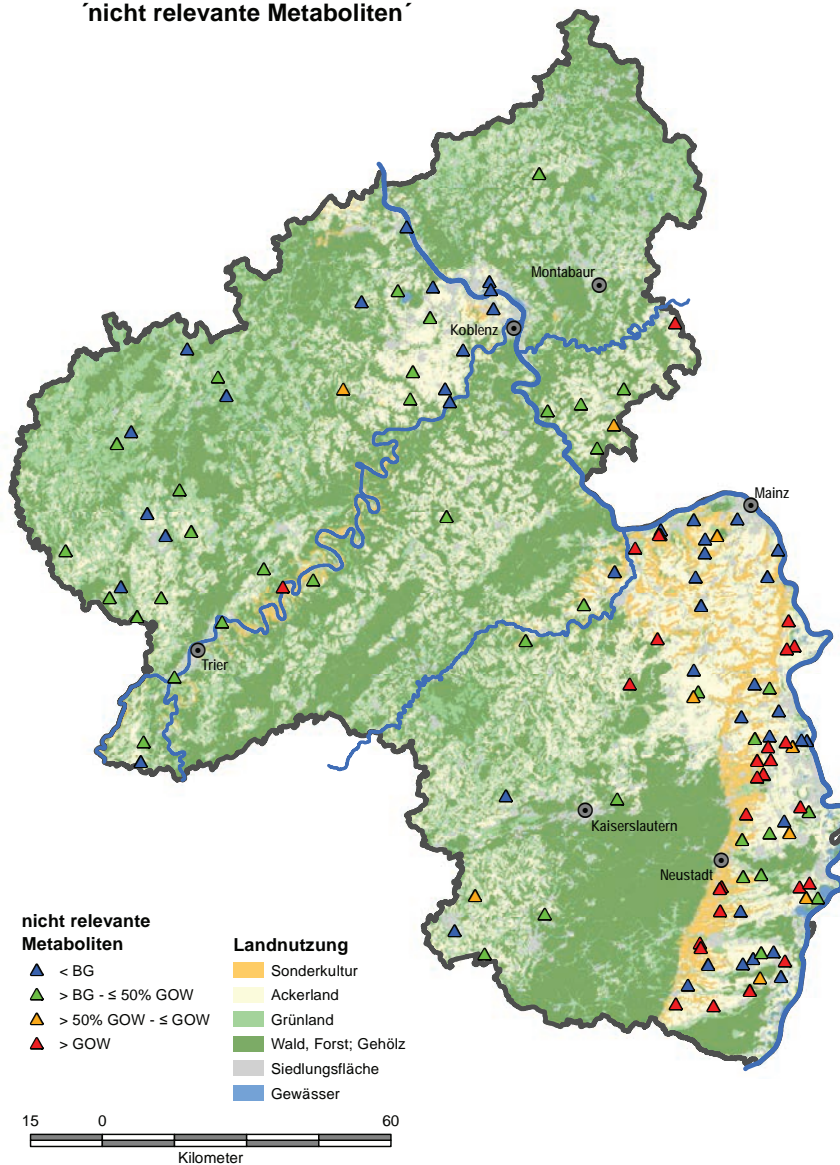 ´nicht relevante Metaboliten´
Montabaur
Koblenz
Mainz
Trier
Kaiserslautern
Neustadt
nicht relevante
Metaboliten
< BG
> BG - ≤ 50% GOW
> 50% GOW - ≤ GOW
> GOW
Landnutzung
Sonderkultur
Ackerland
Grünland
Wald, Forst; Gehölz
Siedlungsfläche
Gewässer
15 0 60
Kilometer